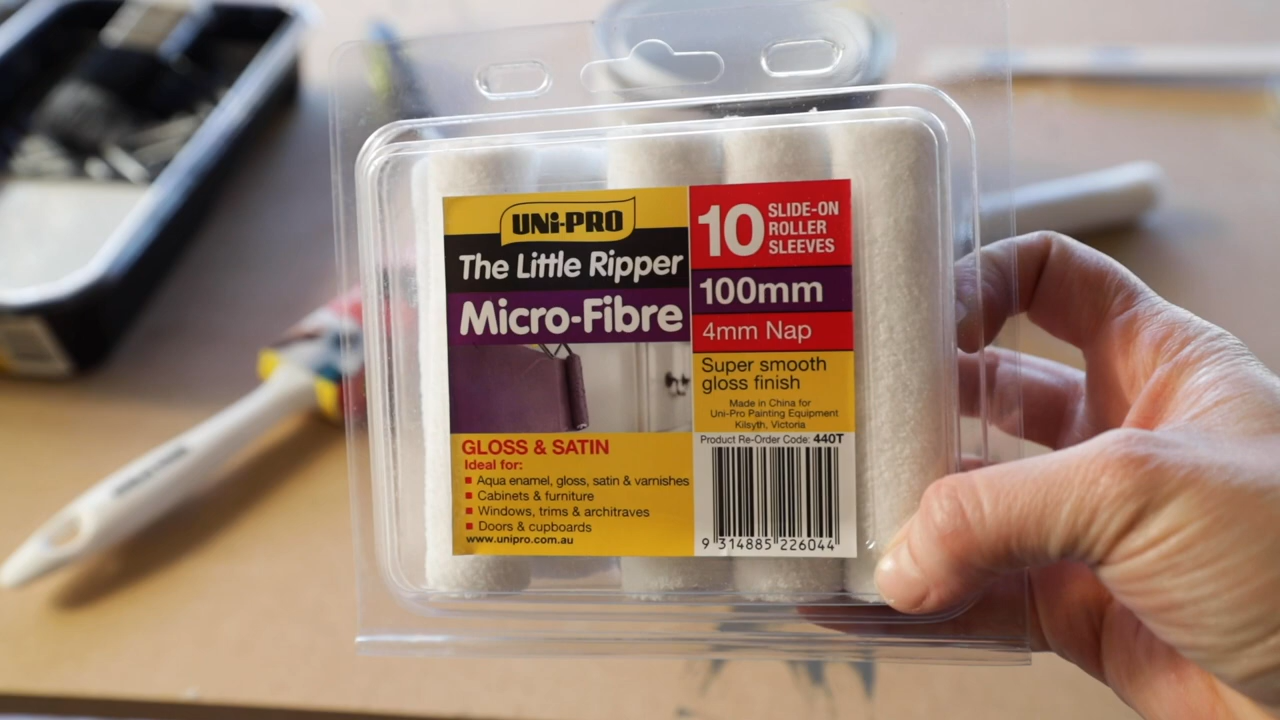 UNi-PRO
The Little Ripper
Micro-Fibre
10 SLIDE-ON
ROLLER
SLEEVES
100mm
4mm Nap
Super smooth
gloss finish
Made in China for
Uni-Pro Painting Equipment
Kilsyth, Victoria
GLOSS & SATIN
Ideal for:
Aqua enamel, gloss, satin & varnishes
Cabinets & furniture
Windows, trims & architraves
Doors & cupboards
www.unipro.com.au
Product Re-Order Code: 440T
9 314885 226044